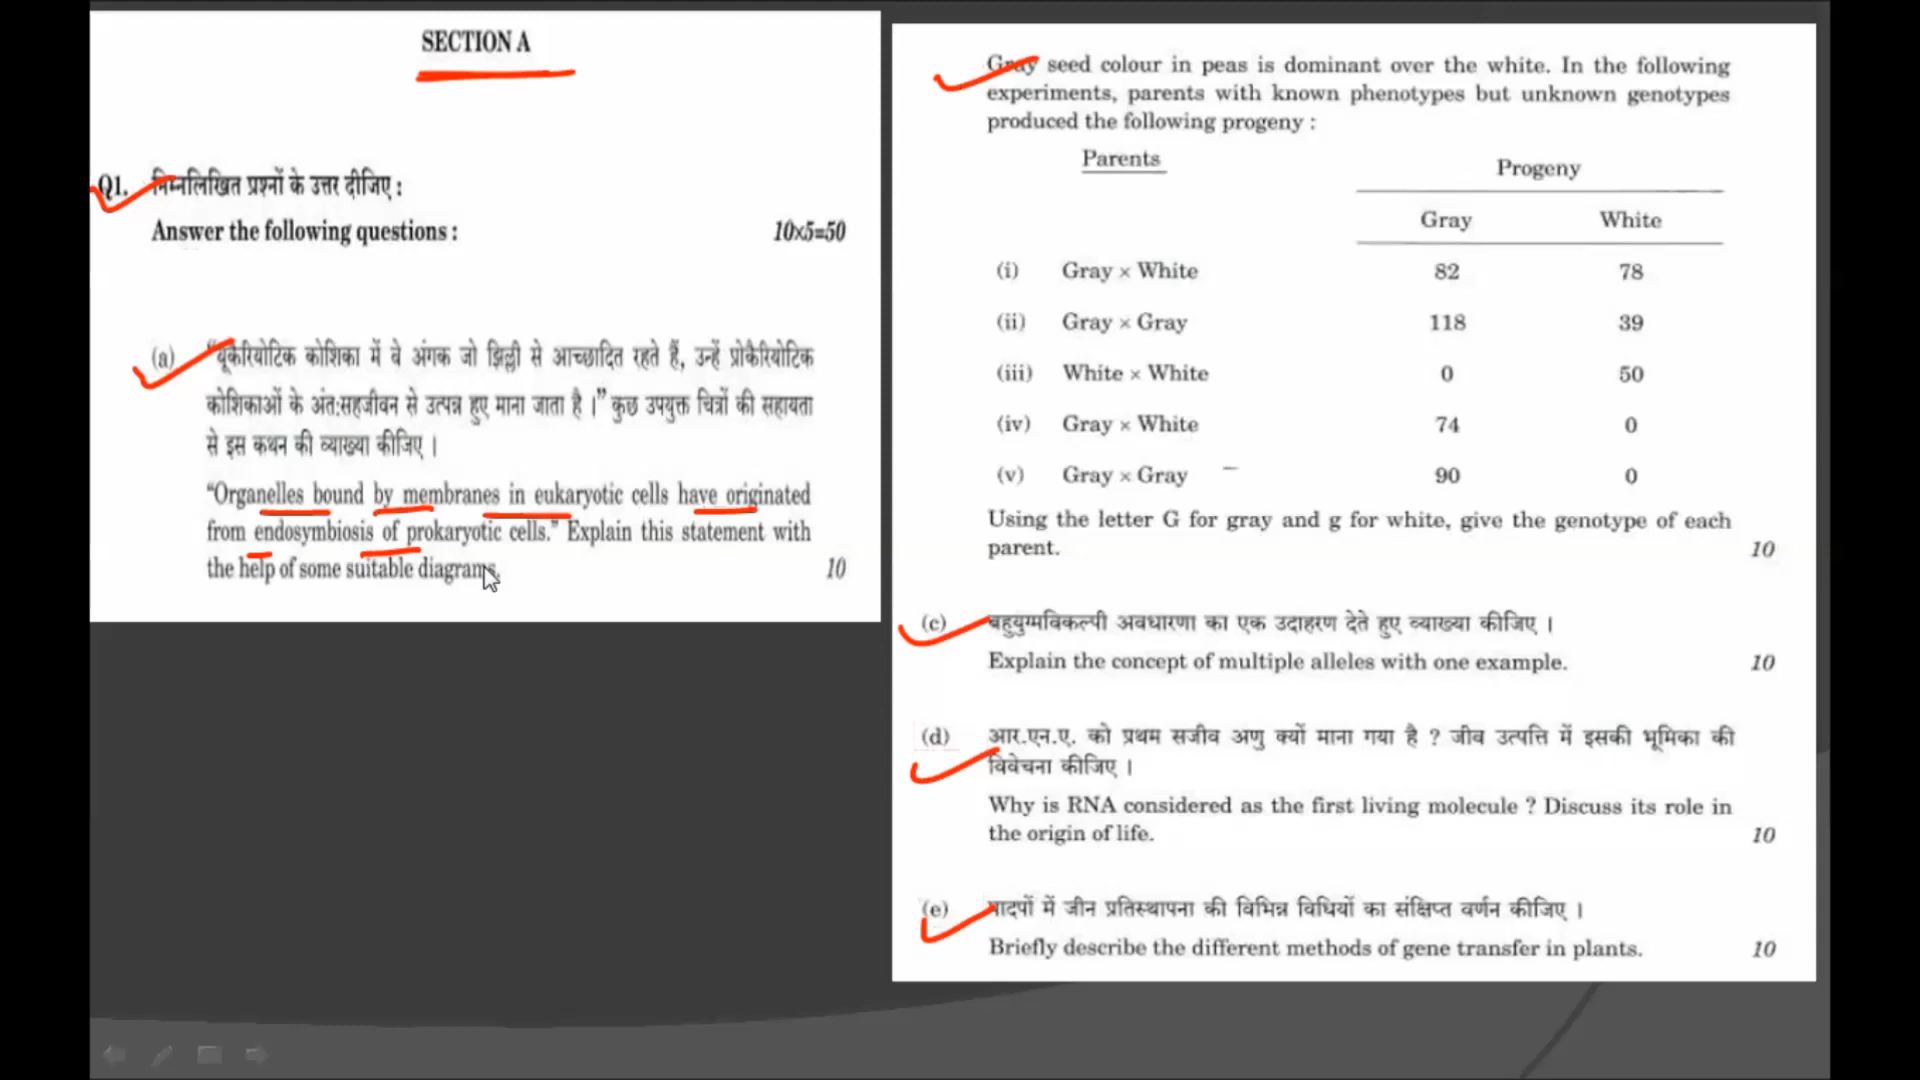 SECTION A
Q1. निम्नलिखित प्रश्नों के उत्तर दीजिए :
Answer the following questions : 10×5=50
(a) "यूकैरियोटिक कोशिका में वे अंगक जो झिल्ली से आच्छादित रहते हैं, उन्हें प्रोकैरियोटिक
कोशिकाओं के अंत:सहजीवन से उत्पन्न हुए माना जाता है ।" कुछ उपयुक्त चित्रों की सहायता
से इस कथन की व्याख्या कीजिए ।
"Organelles bound by membranes in eukaryotic cells have originated
from endosymbiosis of prokaryotic cells." Explain this statement with
the help of some suitable diagrams. 10
Gray seed colour in peas is dominant over the white. In the following
experiments, parents with known phenotypes but unknown genotypes
produced the following progeny :
Parents Progeny
Gray White
(i) Gray × White 82 78
(ii) Gray × Gray 118 39
(iii) White × White 0 50
(iv) Gray × White 74 0
(v) Gray × Gray 90 0
Using the letter G for gray and g for white, give the genotype of each
parent. 10
(c) बहुयुग्मविकल्पी अवधारणा का एक उदाहरण देते हुए व्याख्या कीजिए ।
Explain the concept of multiple alleles with one example. 10
(d) आर.एन.ए. को प्रथम सजीव अणु क्यों माना गया है ? जीव उत्पत्ति में इसकी भूमिका की
विवेचना कीजिए ।
Why is RNA considered as the first living molecule ? Discuss its role in
the origin of life. 10
(e) पादपों में जीन प्रतिस्थापना की विभिन्न विधियों का संक्षिप्त वर्णन कीजिए ।
Briefly describe the different methods of gene transfer in plants. 10